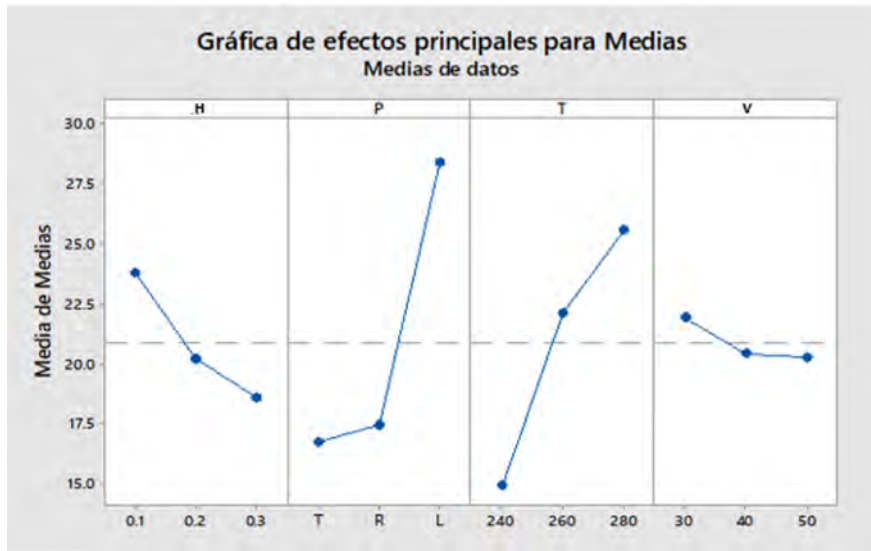 Gráfica de efectos principales para Medias
Medias de datos
H P T V
Media de Medias
30.0
27.5
25.0
22.5
20.0
17.5
15.0
0.1 0.2 0.3 T R L 240 260 280 30 40 50